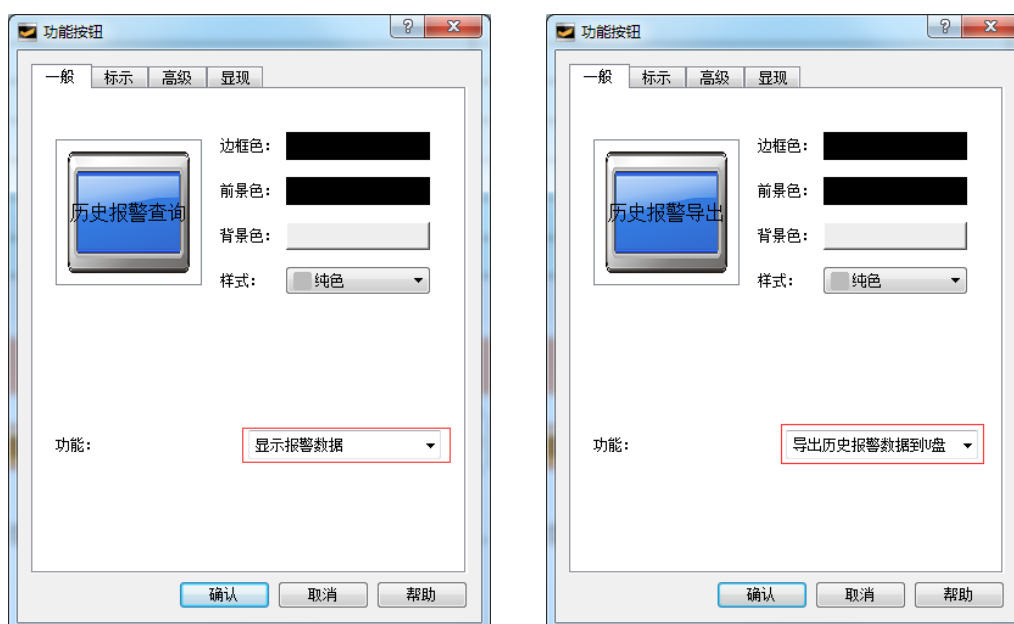 功能按钮
一般 标示 高级 显现
历史报警查询
边框色：
前景色：
背景色：
样式： 纯色
功能： 显示报警数据
确认 取消 帮助
功能按钮
一般 标示 高级 显现
历史报警导出
边框色：
前景色：
背景色：
样式： 纯色
功能： 导出历史报警数据到U盘
确认 取消 帮助